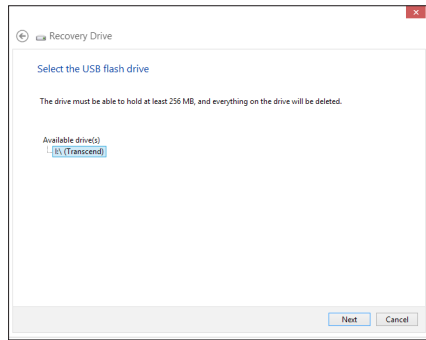 Recovery Drive
Select the USB flash drive
The drive must be able to hold at least 256 MB, and everything on the drive will be deleted.
Available drive(s)
I:\ (Transcend)
Next Cancel